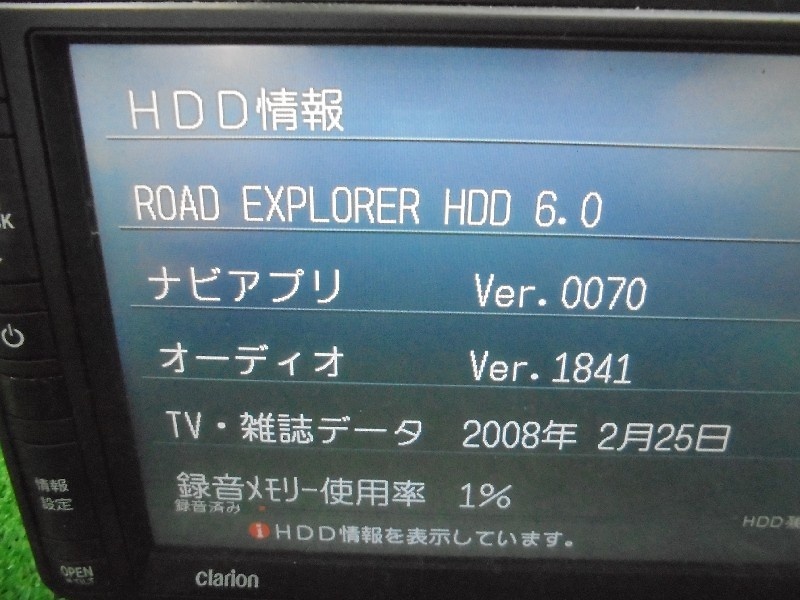 HDD情報
ROAD EXPLORER HDD 6.0
ナビアプリ Ver.0070
オーディオ Ver.1841
TV・雑誌データ 2008年 2月25日
録音ﾒﾓﾘｰ使用率 1%
録音済み
HDD情報を表示しています。
HDD
情報
設定
OPEN
clarion